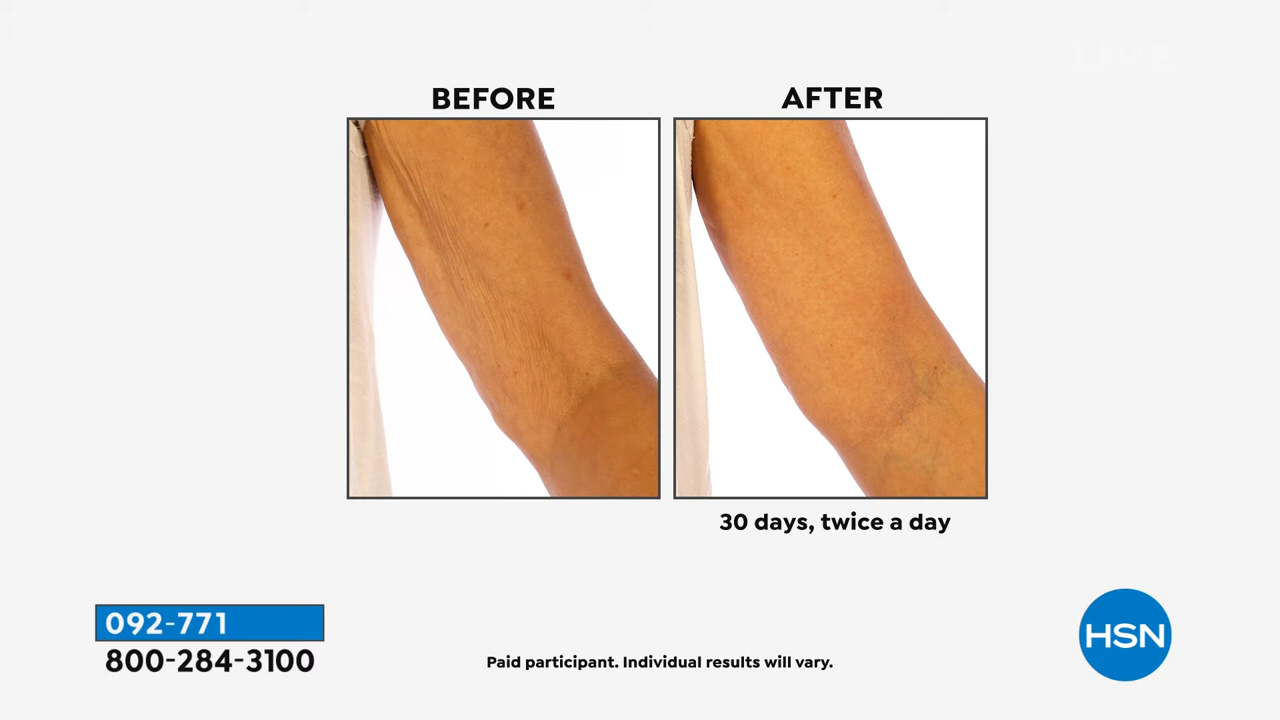 BEFORE
AFTER
30 days, twice a day
092-771
800-284-3100
Paid participant. Individual results will vary.
HSN